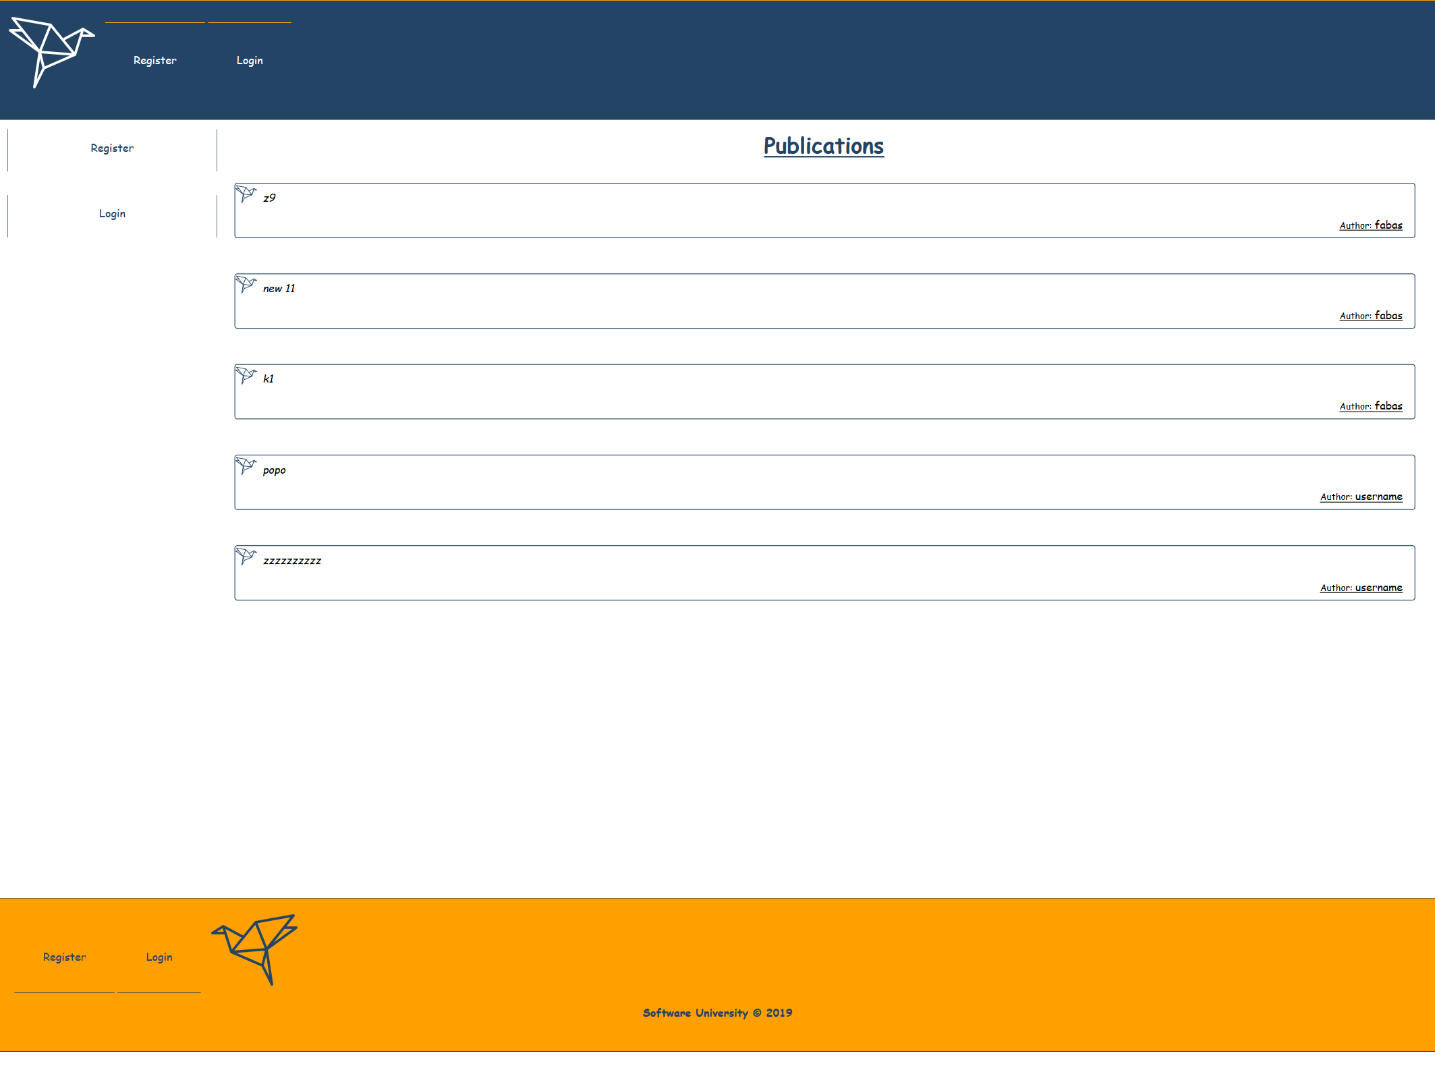 Register Login
Register
Login
Publications
z9
Author: fabas
new 11
Author: fabas
k1
Author: fabas
popo
Author: username
zzzzzzzzzz
Author: username
Register Login
Software University © 2019